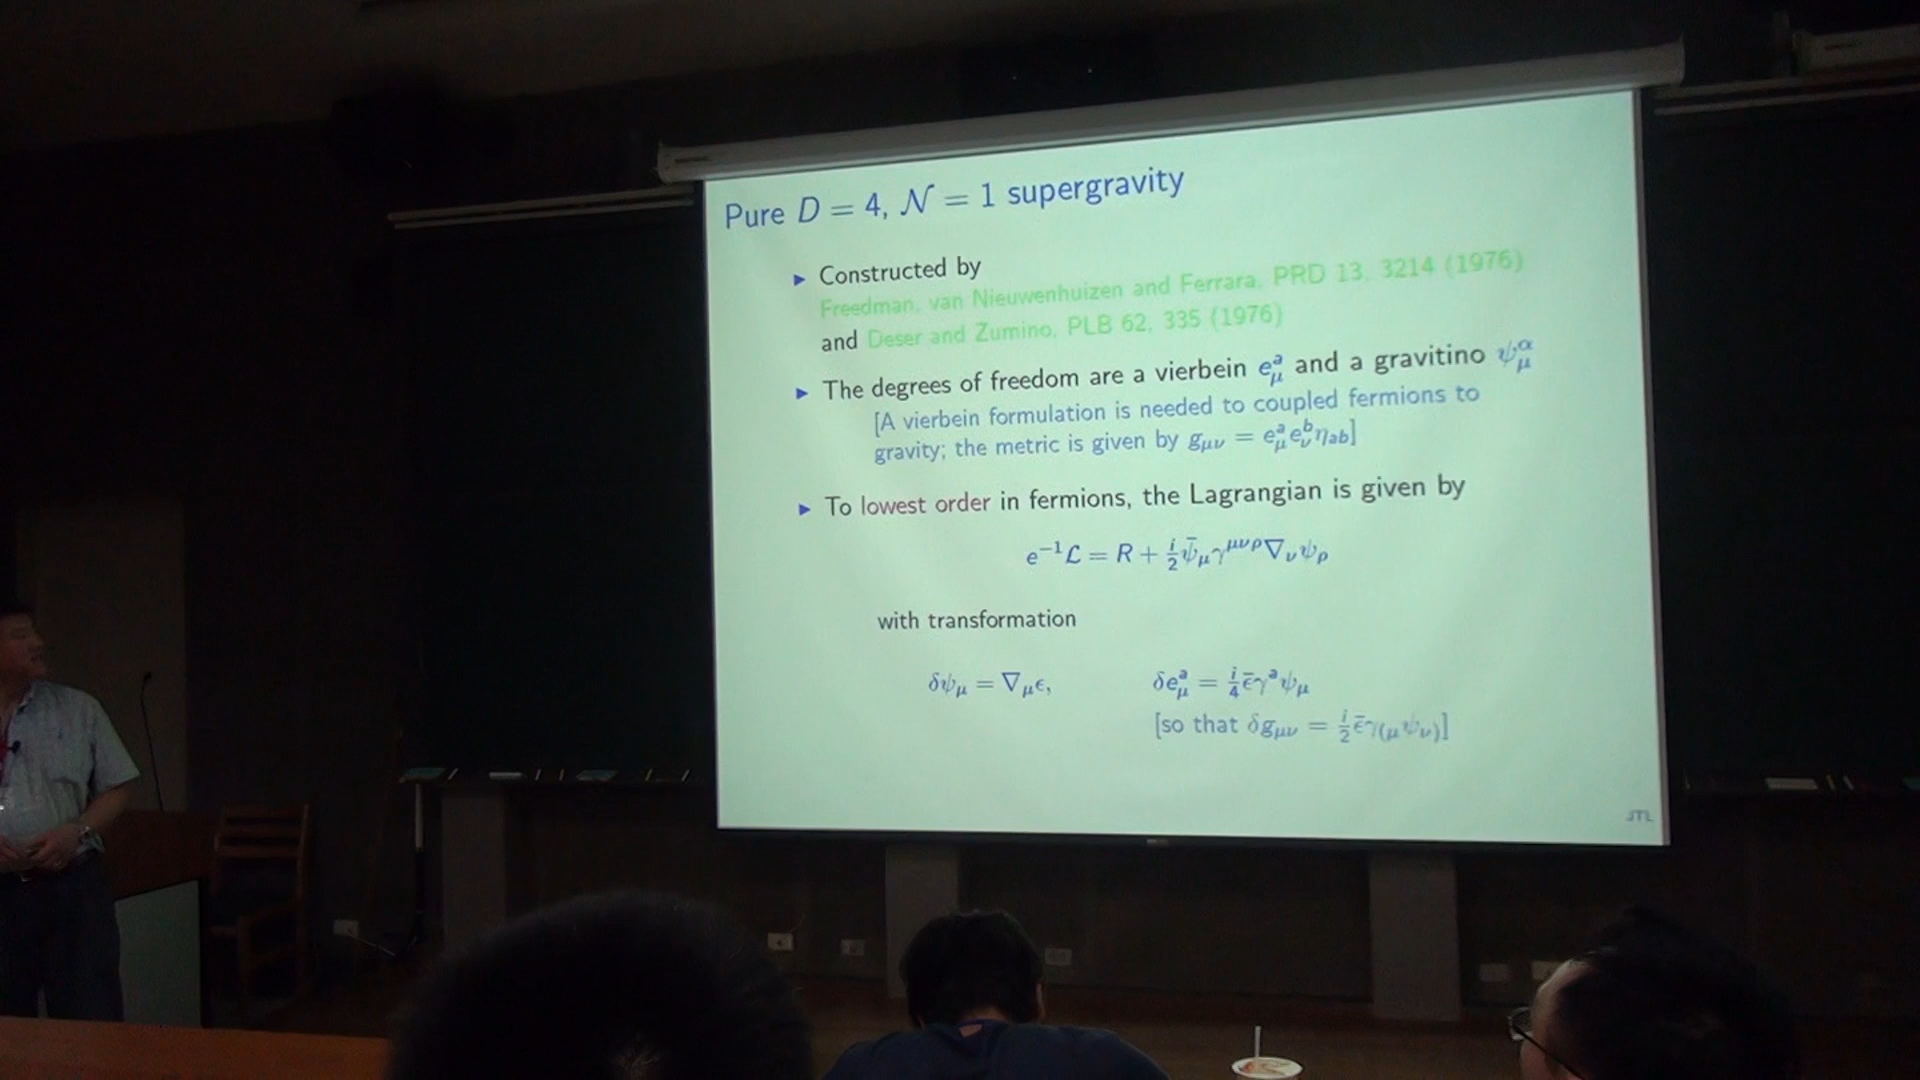 Pure D = 4, 𝒩 = 1 supergravity
▶ Constructed by
Freedman, van Nieuwenhuizen and Ferrara, PRD 13, 3214 (1976)
and Deser and Zumino, PLB 62, 335 (1976)
▶ The degrees of freedom are a vierbein e^a_μ and a gravitino ψ^α_μ
[A vierbein formulation is needed to coupled fermions to
gravity; the metric is given by g_μν = e^a_μ e^b_ν η_ab]
▶ To lowest order in fermions, the Lagrangian is given by
e^−1 ℒ = R + i/2 ψ̄_μ γ^μνρ ∇_ν ψ_ρ
with transformation
δψ_μ = ∇_μ ε, δe^a_μ = i/4 ε̄γ^a ψ_μ
[so that δg_μν = i/2 ε̄γ_(μ ψ_ν)]
JTL